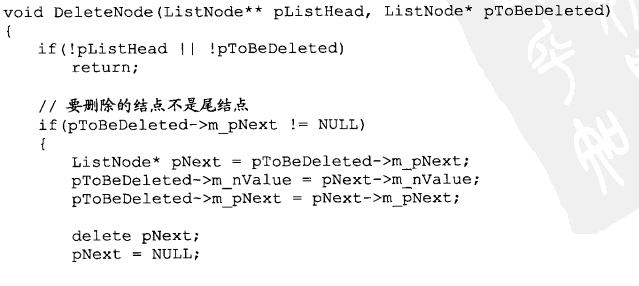 void DeleteNode(ListNode** pListHead, ListNode* pToBeDeleted)
{
    if(!pListHead || !pToBeDeleted)
        return;
    // 要删除的结点不是尾结点
    if(pToBeDeleted->m_pNext != NULL)
    {
        ListNode* pNext = pToBeDeleted->m_pNext;
        pToBeDeleted->m_nValue = pNext->m_nValue;
        pToBeDeleted->m_pNext = pNext->m_pNext;
        delete pNext;
        pNext = NULL;